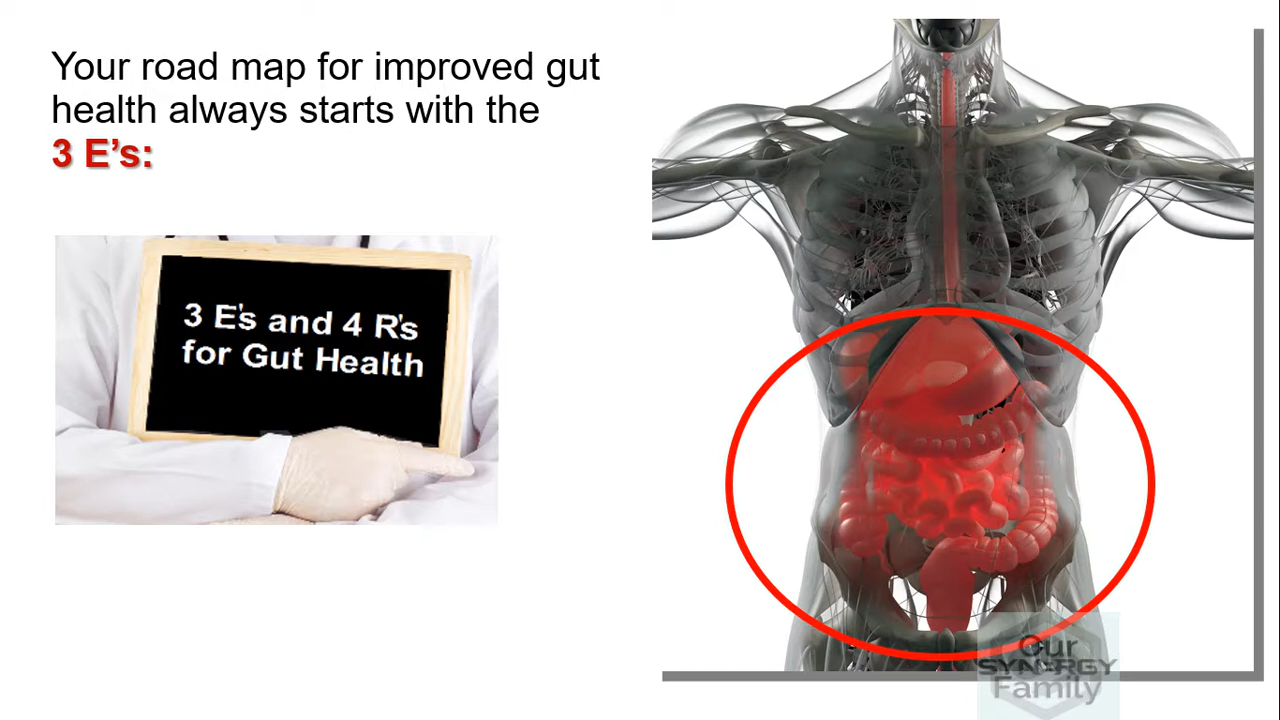 Your road map for improved gut
health always starts with the
3 E’s:
3 E's and 4 R's
for Gut Health
Our
SYNERGY
Family